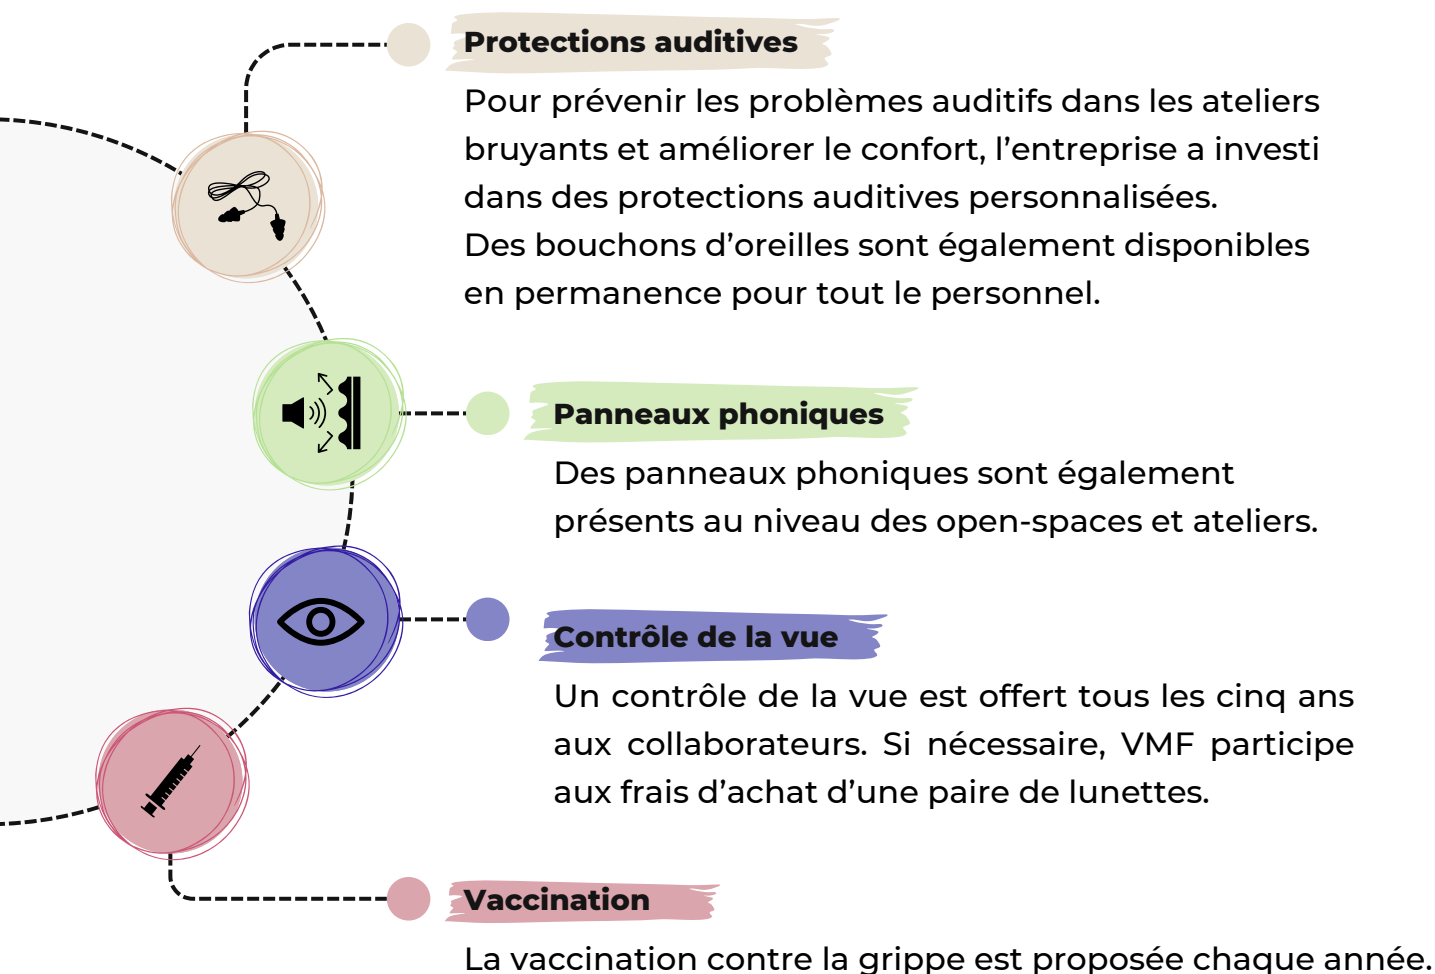 Protections auditives
Pour prévenir les problèmes auditifs dans les ateliers
bruyants et améliorer le confort, l’entreprise a investi
dans des protections auditives personnalisées.
Des bouchons d’oreilles sont également disponibles
en permanence pour tout le personnel.
Panneaux phoniques
Des panneaux phoniques sont également
présents au niveau des open-spaces et ateliers.
Contrôle de la vue
Un contrôle de la vue est offert tous les cinq ans
aux collaborateurs. Si nécessaire, VMF participe
aux frais d’achat d’une paire de lunettes.
Vaccination
La vaccination contre la grippe est proposée chaque année.